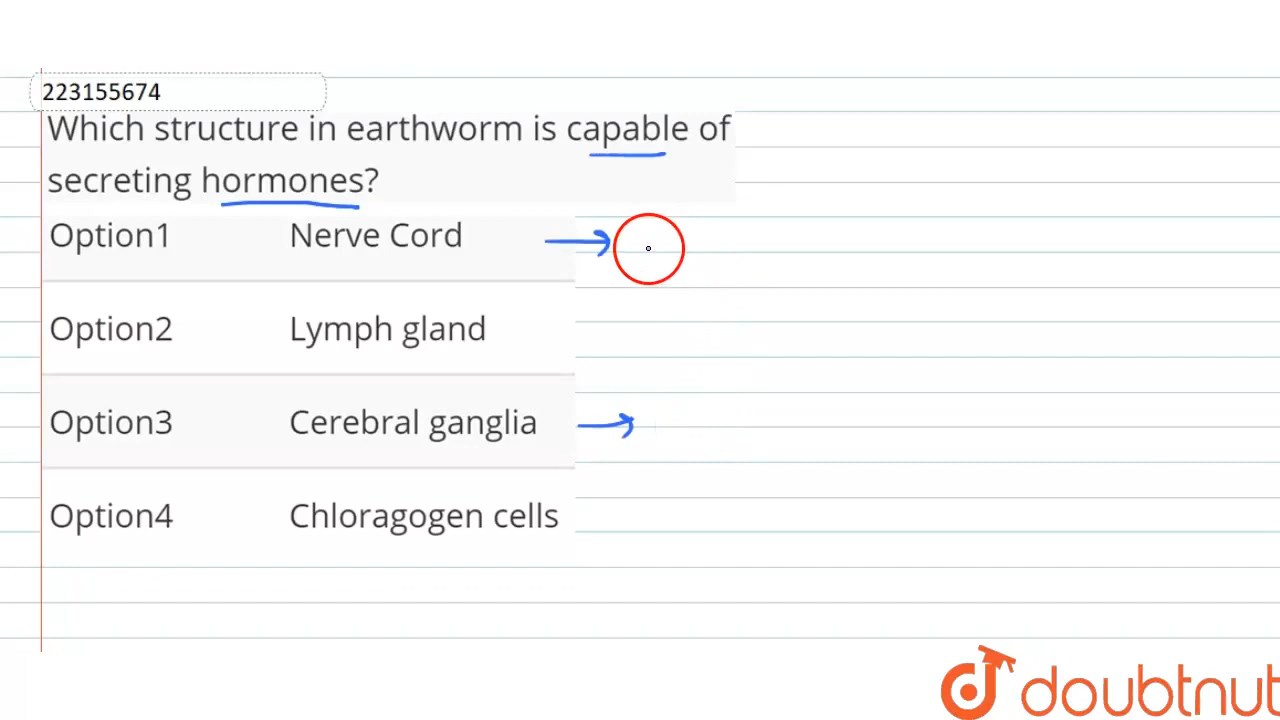 223155674
Which structure in earthworm is capable of
secreting hormones?
Option1 Nerve Cord
Option2 Lymph gland
Option3 Cerebral ganglia
Option4 Chloragogen cells
doubtnut